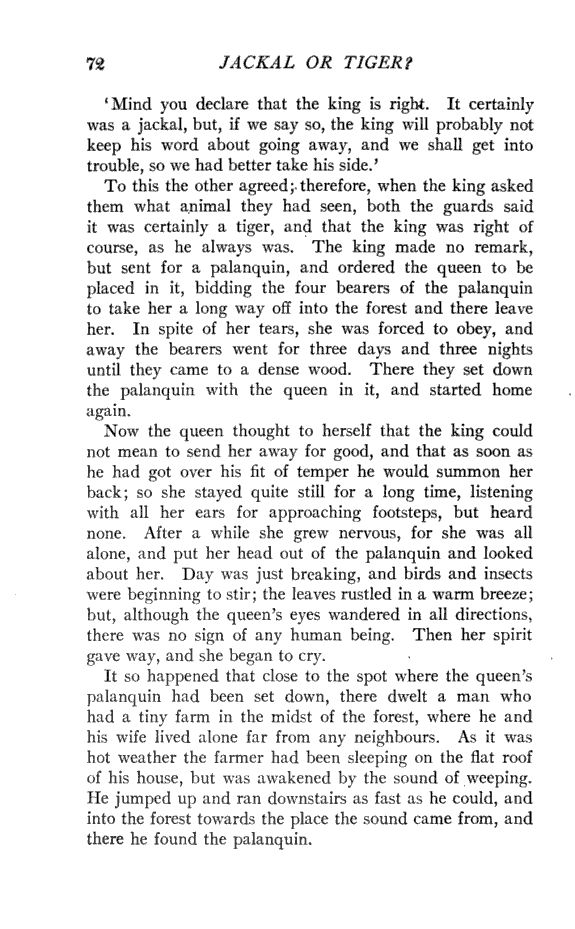 72 JACKAL OR TIGER?
'Mind you declare that the king is right. It certainly
was a jackal, but, if we say so, the king will probably not
keep his word about going away, and we shall get into
trouble, so we had better take his side.'
To this the other agreed; therefore, when the king asked
them what animal they had seen, both the guards said
it was certainly a tiger, and that the king was right of
course, as he always was. The king made no remark,
but sent for a palanquin, and ordered the queen to be
placed in it, bidding the four bearers of the palanquin
to take her a long way off into the forest and there leave
her. In spite of her tears, she was forced to obey, and
away the bearers went for three days and three nights
until they came to a dense wood. There they set down
the palanquin with the queen in it, and started home
again.
Now the queen thought to herself that the king could
not mean to send her away for good, and that as soon as
he had got over his fit of temper he would summon her
back; so she stayed quite still for a long time, listening
with all her ears for approaching footsteps, but heard
none. After a while she grew nervous, for she was all
alone, and put her head out of the palanquin and looked
about her. Day was just breaking, and birds and insects
were beginning to stir; the leaves rustled in a warm breeze;
but, although the queen's eyes wandered in all directions,
there was no sign of any human being. Then her spirit
gave way, and she began to cry.
It so happened that close to the spot where the queen's
palanquin had been set down, there dwelt a man who
had a tiny farm in the midst of the forest, where he and
his wife lived alone far from any neighbours. As it was
hot weather the farmer had been sleeping on the flat roof
of his house, but was awakened by the sound of weeping.
He jumped up and ran downstairs as fast as he could, and
into the forest towards the place the sound came from, and
there he found the palanquin.